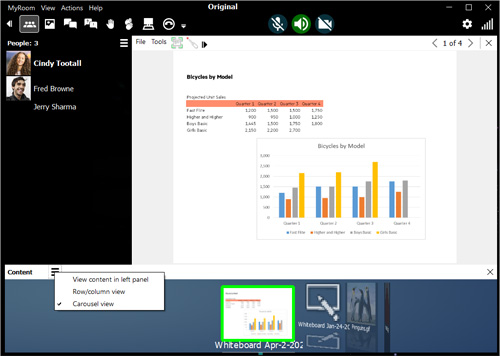 MyRoom View Actions Help
Original
People: 3
Cindy Tootall
Fred Browne
Jerry Sharma
File Tools
1 of 4
Bicycles by Model
Projected Unit Sales
Quarter 1 Quarter 2 Quarter 3 Quarter 4
Fast Fitle 1,200 1,500 1,500 1,750
Higher and Higher 900 950 1,000 1,250
Boys Basic 1,445 1,500 1,750 1,800
Girls Basic 2,150 2,200 2,700
Bicycles by Model
3,000
2,500
2,000
1,500
1,000
500
0
Quarter 1 Quarter 2 Quarter 3 Quarter 4
Fast Fitle Higher and Higher Boys Basic Girls Basic
Content
View content in left panel
Row/column view
Carousel view
Whiteboard Jan-24-20
Whiteboard Apr-2-202